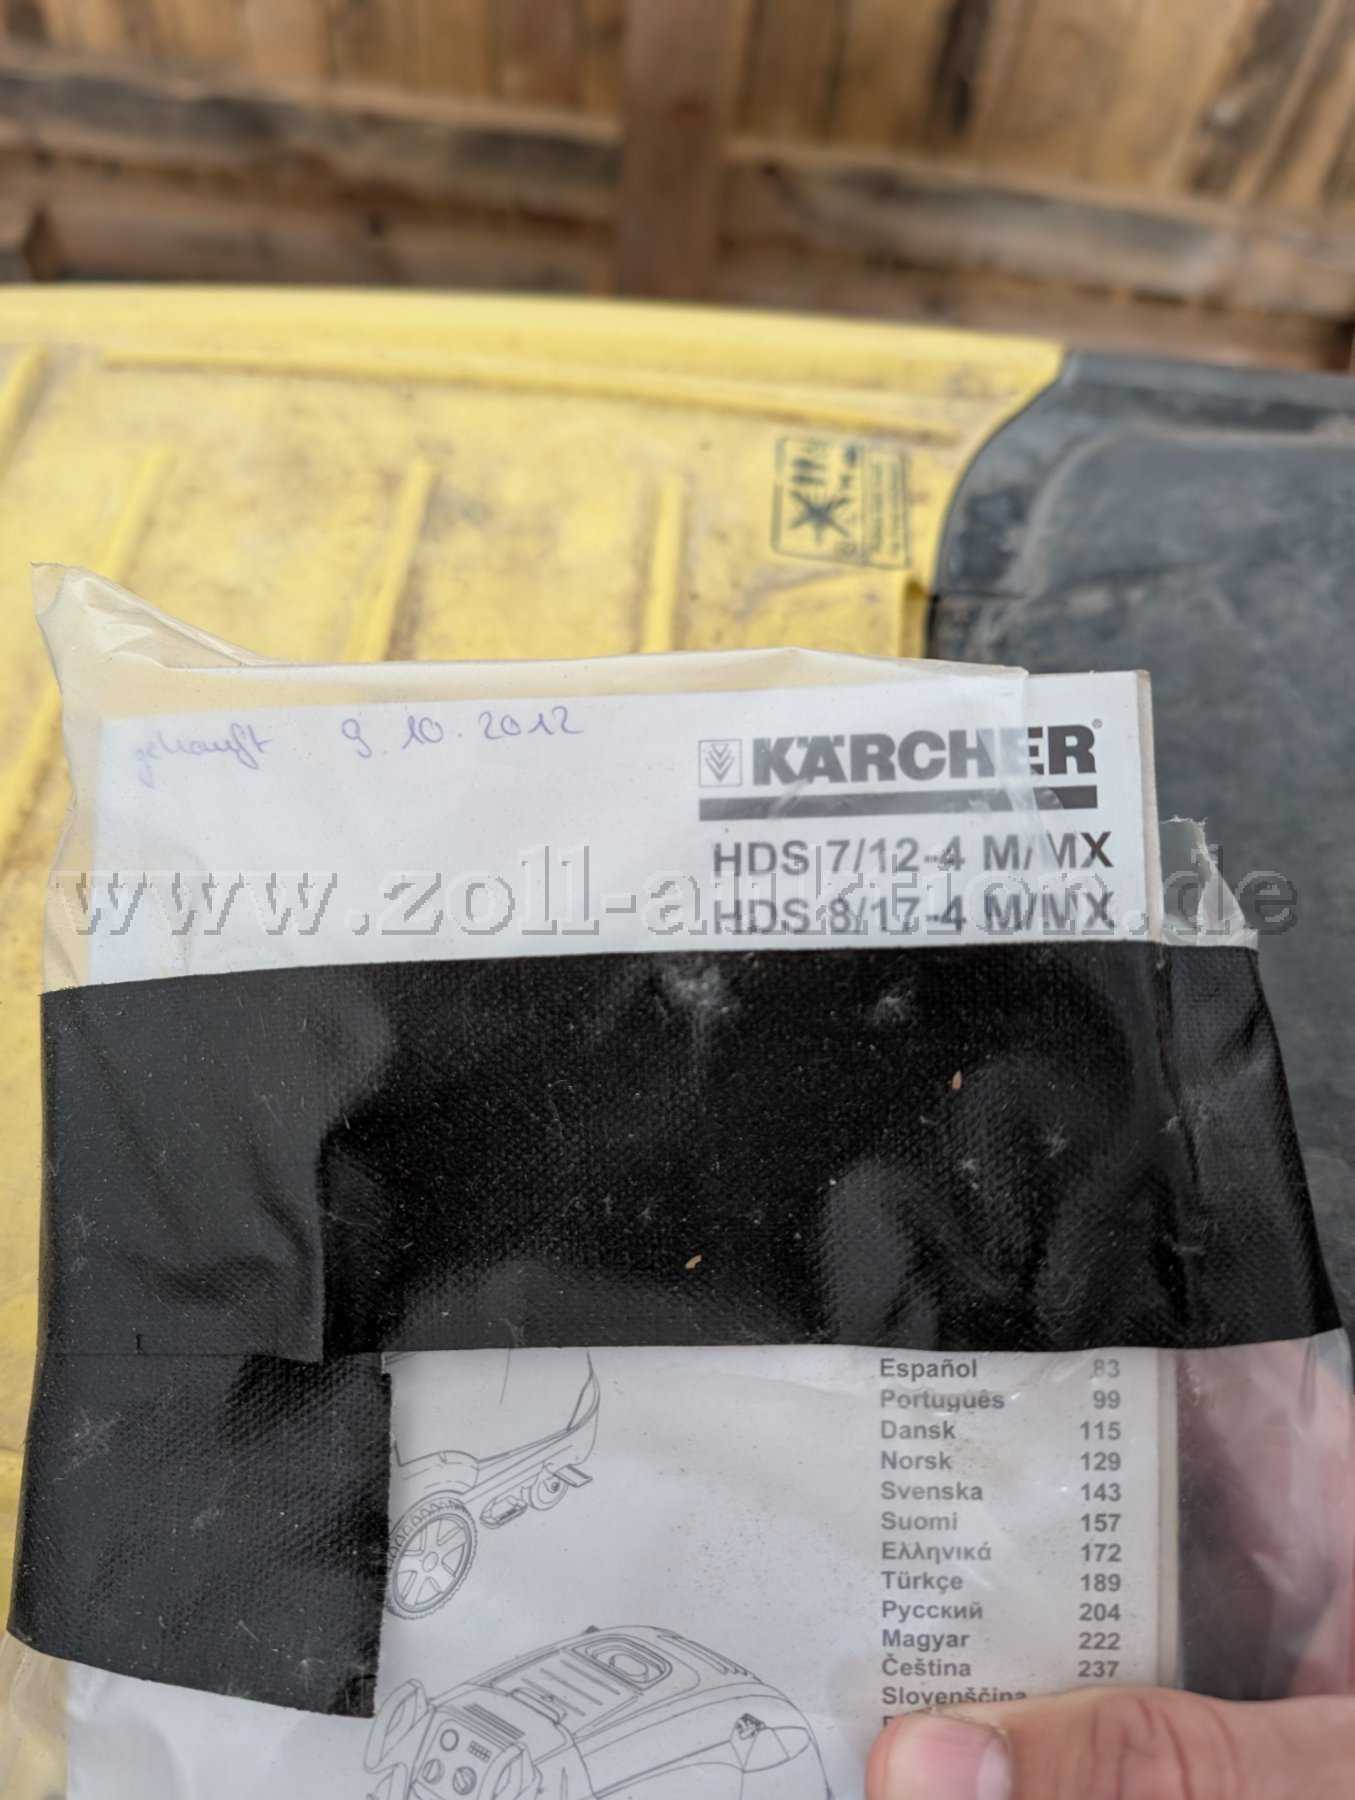 gekauft 9.10.2012
KÄRCHER®
HDS 7/12-4 M/MX
HDS 8/17-4 M/MX
www.zoll-auktion.de
Español 83
Português 99
Dansk 115
Norsk 129
Svenska 143
Suomi 157
Ελληνικά 172
Türkçe 189
Русский 204
Magyar 222
Čeština 237
Slovenščina